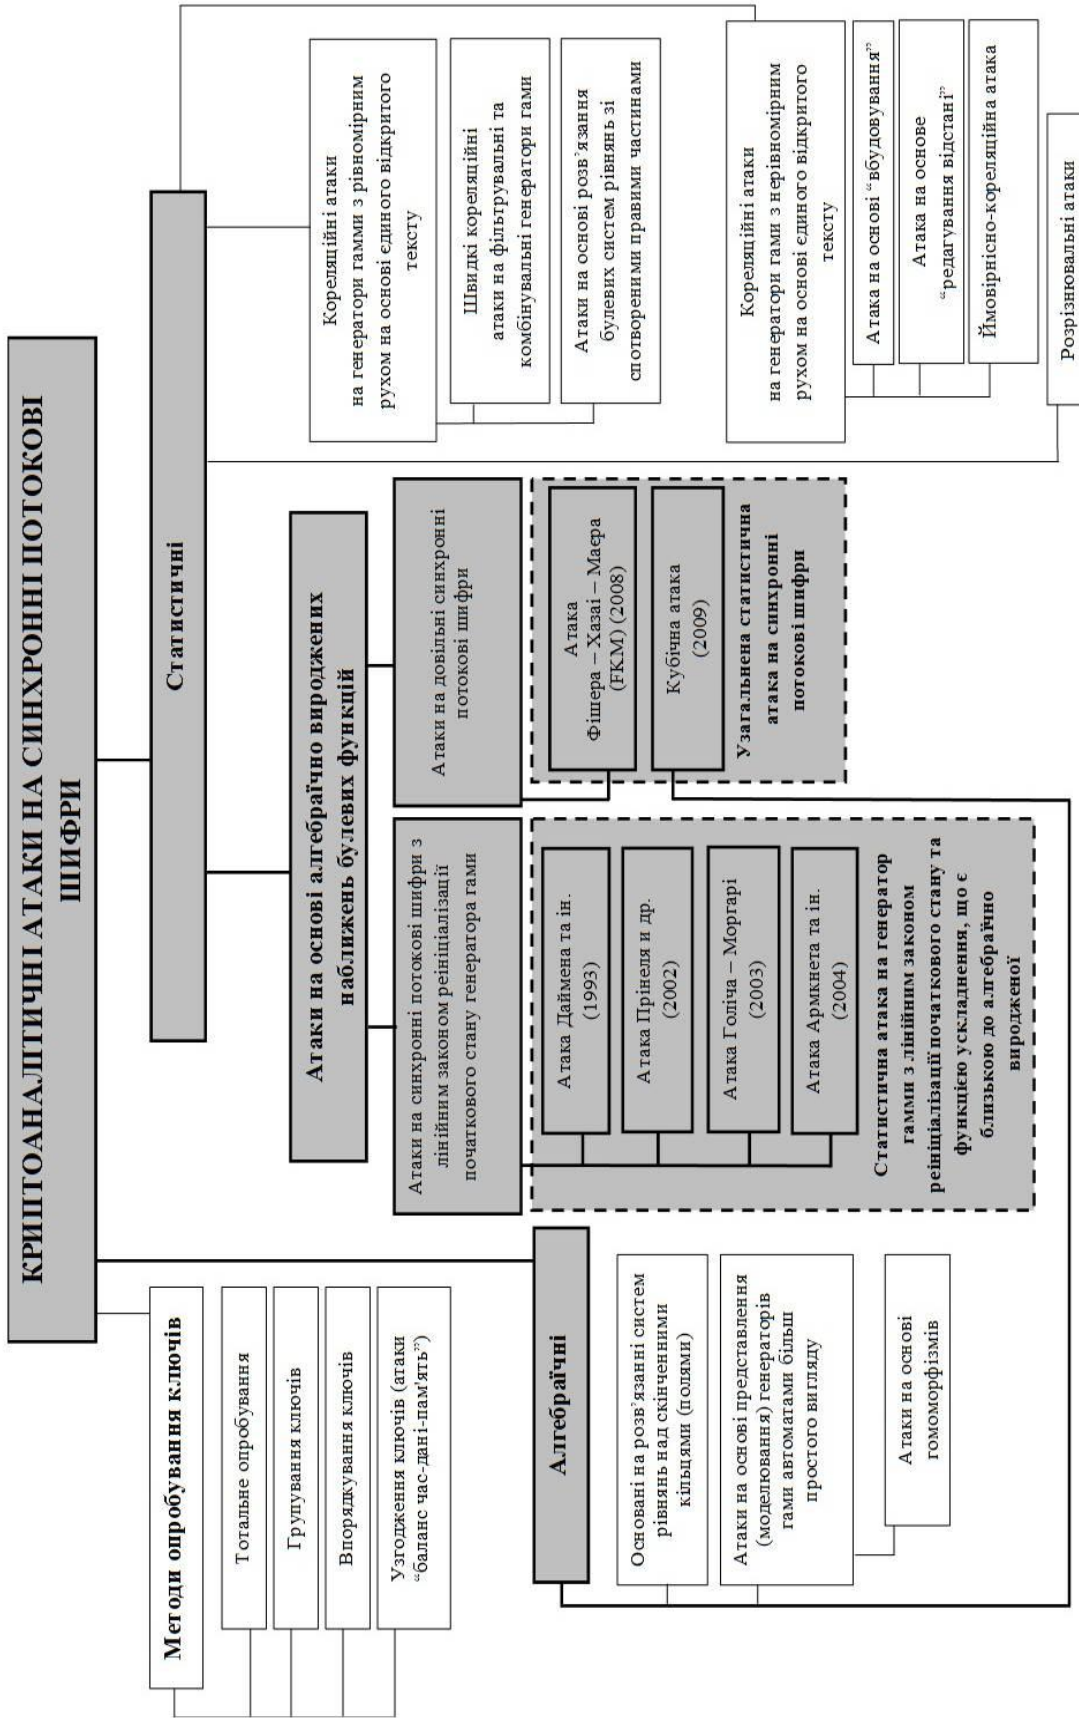 КРИПТОАНАЛІТИЧНІ АТАКИ НА СИНХРОННІ ПОТОКОВІ
ШИФРИ
Методи опробування ключів
Тотальне опробування
Групування ключів
Впорядкування ключів
Узгодження ключів (атаки
“баланс час-дані-пам'ять”)
Алгебраїчні
Основані на розв’язанні систем
рівнянь над скінченними
кільцями (полями)
Атаки на основі представлення
(моделювання) генераторів
гами автоматами більш
простого вигляду
Атаки на основі
гомоморфізмів
Статистичні
Атаки на основі алгебраїчно вироджених
наближень булевих функцій
Атаки на синхронні потокові шифри з
лінійним законом реініціалізації
початкового стану генератора гами
Атака Даймена та ін.
(1993)
Атака Прінеля и др.
(2002)
Атака Голіча – Моргарі
(2003)
Атака Армкнета та ін.
(2004)
Статистична атака на генератор
гамми з лінійним законом
реініціалізації початкового стану та
функцією ускладнення, що є
близькою до алгебраїчно
виродженої
Атаки на довільні синхронні
потокові шифри
Атака
Фішера – Хазаі – Маєра
(FKM) (2008)
Кубічна атака
(2009)
Узагальнена статистична
атака на синхронні
потокові шифри
Кореляційні атаки
на генератори гамми з рівномірним
рухом на основі єдиного відкритого
тексту
Швидкі кореляційні
атаки на фільтрувальні та
комбінувальні генератори гами
Атаки на основі розв’язання
булевих систем рівнянь зі
спотвореними правими частинами
Кореляційні атаки
на генератори гамми з нерівномірним
рухом на основі єдиного відкритого
тексту
Атака на основі “вбудовування”
Атака на основе
“редагування відстані”
Ймовірнісно-кореляційна атака
Розрізнювальні атаки